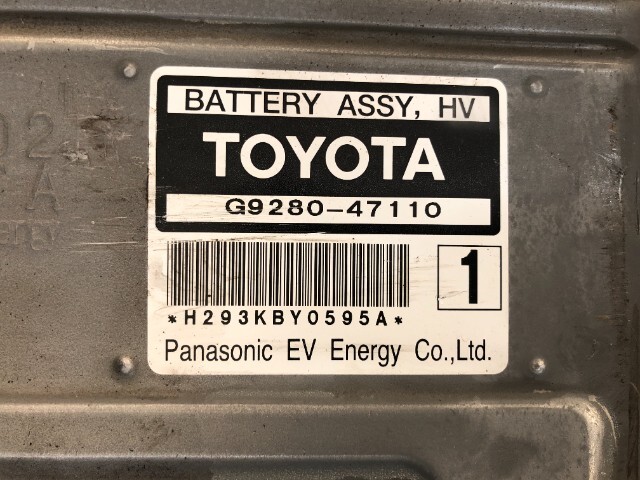 BATTERY ASSY, HV
TOYOTA
G9280-47110
1
*H293KBY0595A*
Panasonic EV Energy Co.,Ltd.